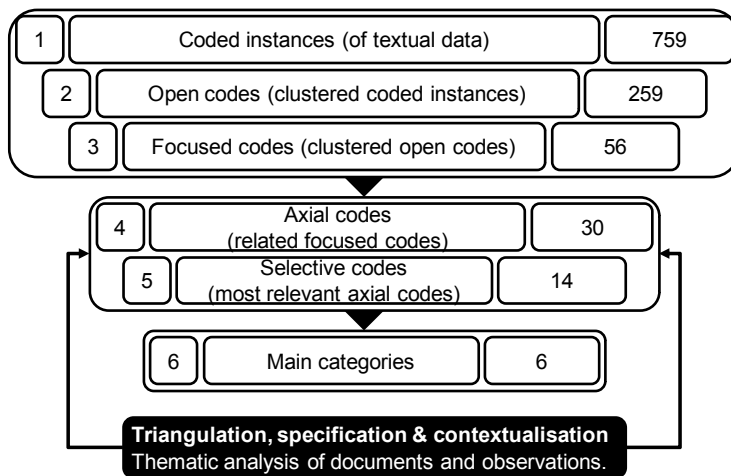 1 Coded instances (of textual data) 759
2 Open codes (clustered coded instances) 259
3 Focused codes (clustered open codes) 56
4 Axial codes 30
(related focused codes)
5 Selective codes 14
(most relevant axial codes)
6 Main categories 6
Triangulation, specification & contextualisation
Thematic analysis of documents and observations.